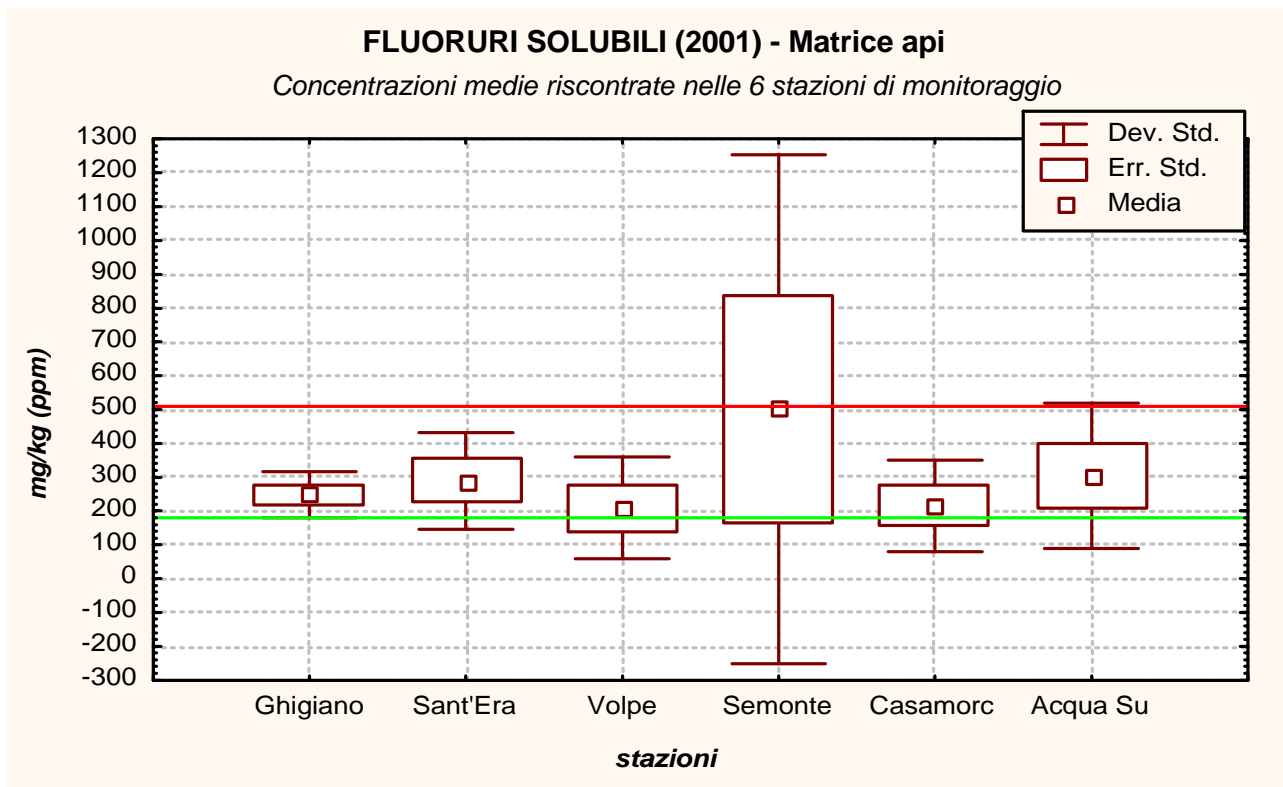 FLUORURI SOLUBILI (2001) - Matrice api
Concentrazioni medie riscontrate nelle 6 stazioni di monitoraggio
Dev. Std.
Err. Std.
Media
1300
1200
1100
1000
900
800
700
600
500
400
300
200
100
0
-100
-200
-300
mg/kg (ppm)
Ghigiano Sant'Era Volpe Semonte Casamorc Acqua Su
stazioni